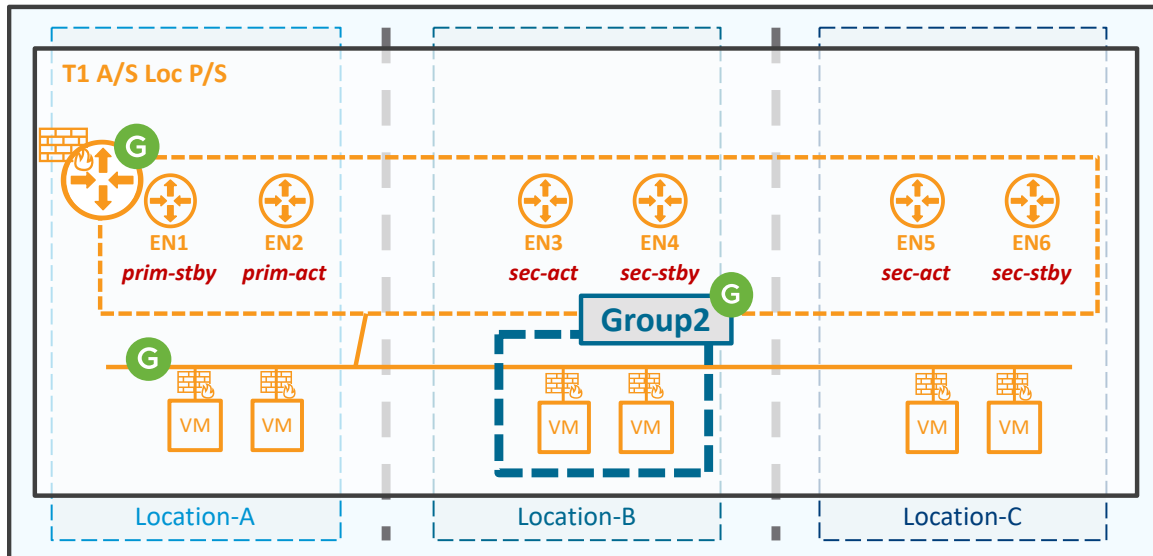 T1 A/S Loc P/S
G
EN1
EN2
EN3
EN4
EN5
EN6
prim-stby
prim-act
sec-act
sec-stby
sec-act
sec-stby
G
Group2
G
VM
VM
VM
VM
VM
VM
Location-A
Location-B
Location-C